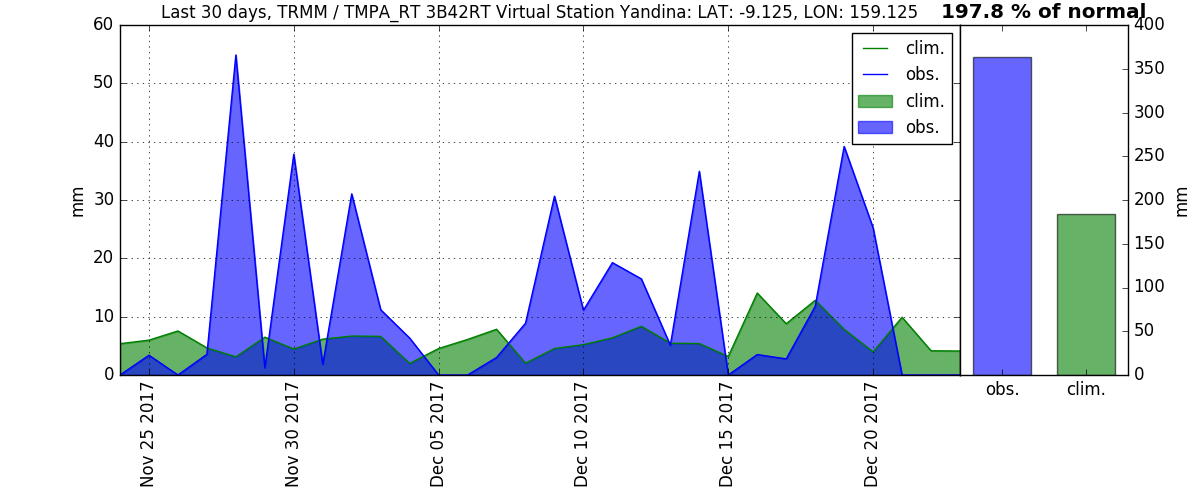 Last 30 days, TRMM / TMPA_RT 3B42RT Virtual Station Yandina: LAT: -9.125, LON: 159.125
197.8 % of normal
60
50
40
30
20
10
0
mm
clim.
obs.
clim.
obs.
400
350
300
250
200
150
100
50
0
mm
Nov 25 2017
Nov 30 2017
Dec 05 2017
Dec 10 2017
Dec 15 2017
Dec 20 2017
obs.
clim.